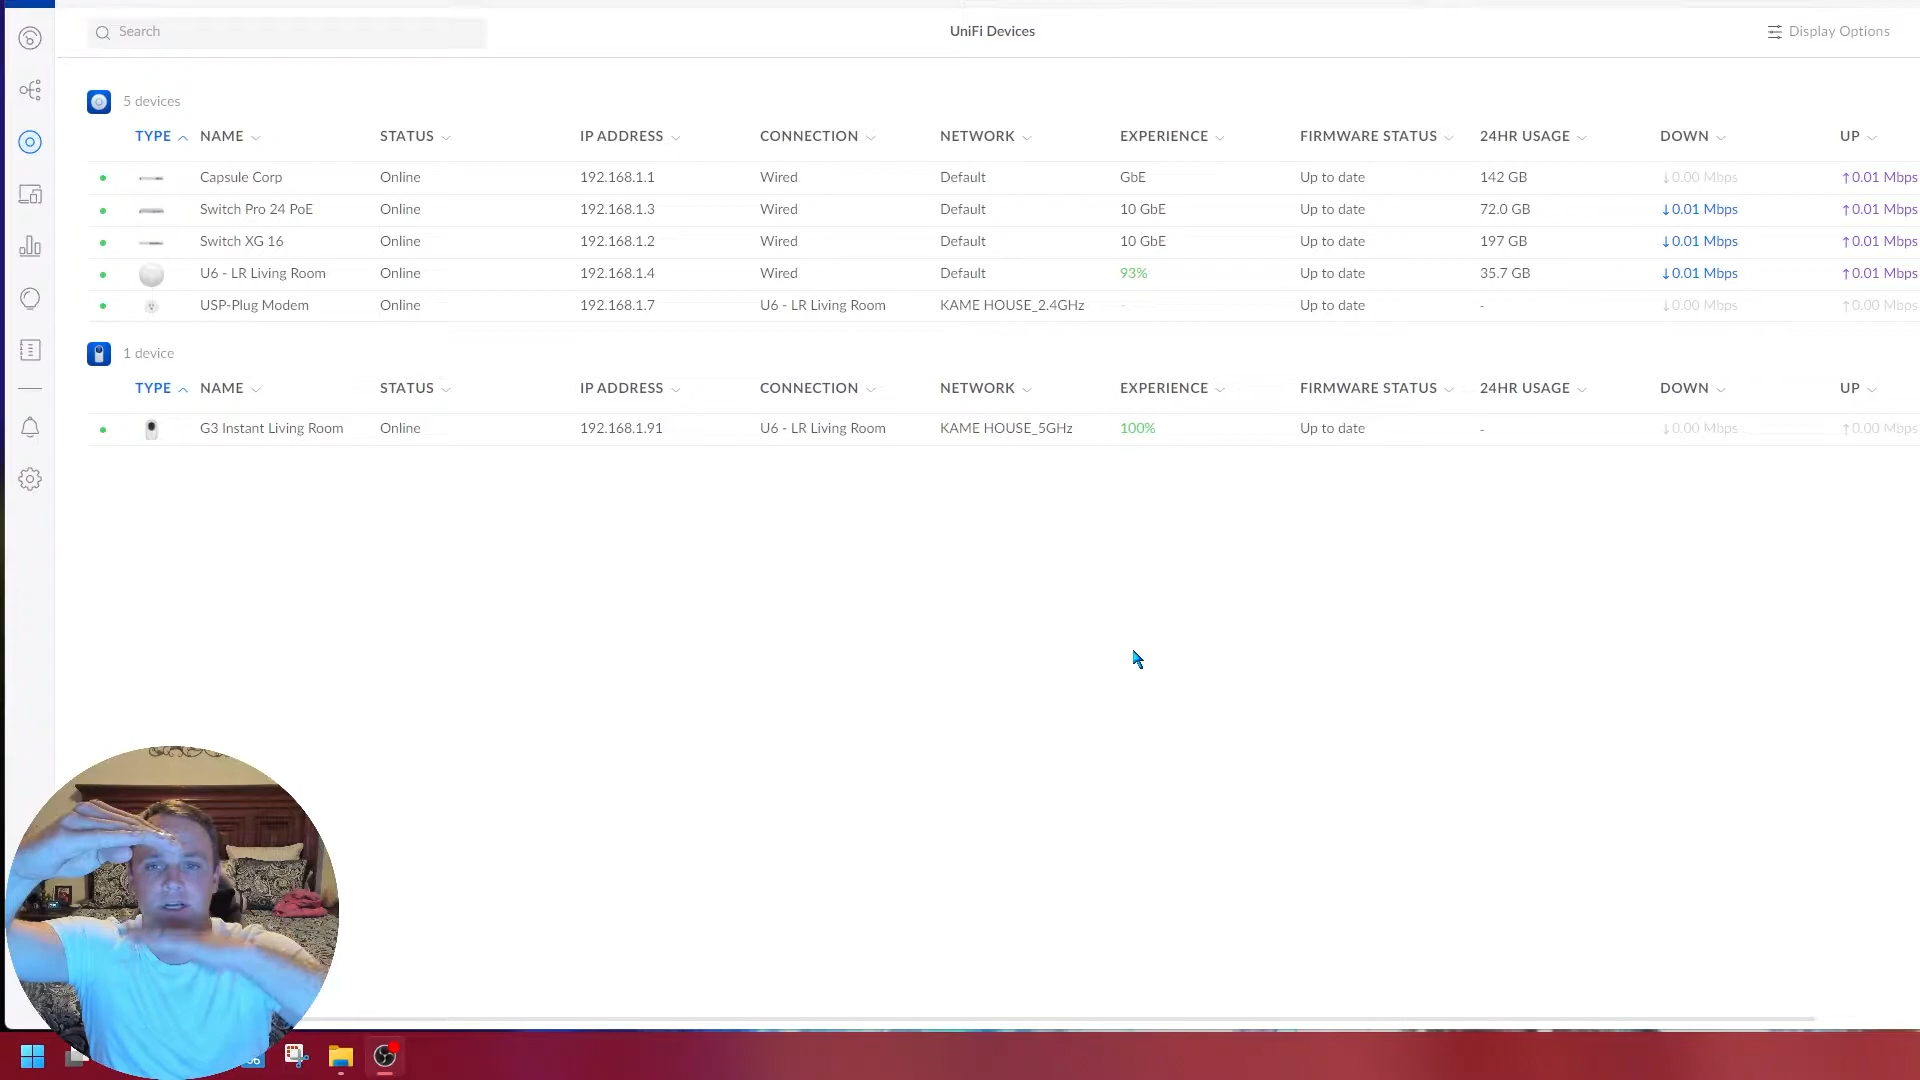 Search UniFi Devices Display Options
5 devices
TYPE NAME STATUS IP ADDRESS CONNECTION NETWORK EXPERIENCE FIRMWARE STATUS 24HR USAGE DOWN UP
Capsule Corp Online 192.168.1.1 Wired Default GbE Up to date 142 GB ↓0.00 Mbps ↑0.01 Mbps
Switch Pro 24 PoE Online 192.168.1.3 Wired Default 10 GbE Up to date 72.0 GB ↓0.01 Mbps ↑0.01 Mbps
Switch XG 16 Online 192.168.1.2 Wired Default 10 GbE Up to date 197 GB ↓0.01 Mbps ↑0.01 Mbps
U6 - LR Living Room Online 192.168.1.4 Wired Default 93% Up to date 35.7 GB ↓0.01 Mbps ↑0.01 Mbps
USP-Plug Modem Online 192.168.1.7 U6 - LR Living Room KAME HOUSE_2.4GHz - Up to date - ↓0.00 Mbps ↑0.00 Mbps
1 device
TYPE NAME STATUS IP ADDRESS CONNECTION NETWORK EXPERIENCE FIRMWARE STATUS 24HR USAGE DOWN UP
G3 Instant Living Room Online 192.168.1.91 U6 - LR Living Room KAME HOUSE_5GHz 100% Up to date - ↓0.00 Mbps ↑0.00 Mbps